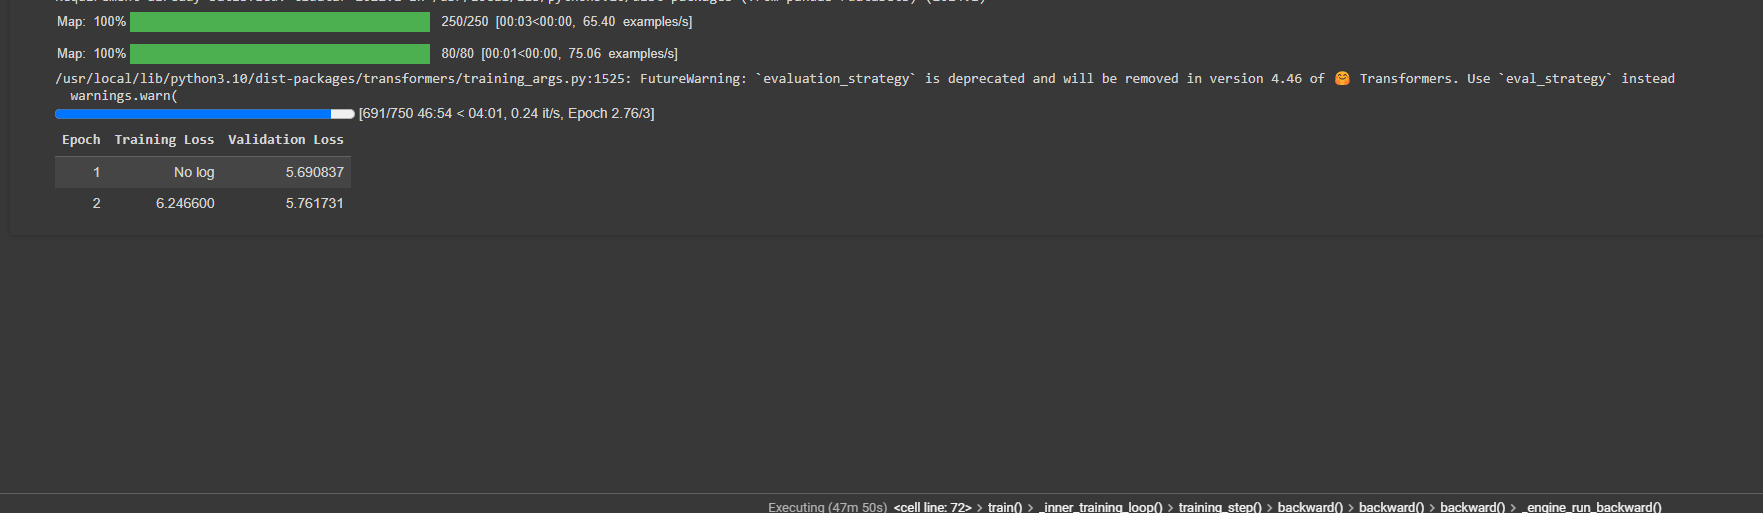 Map: 100% 250/250 [00:03<00:00, 65.40 examples/s]
Map: 100% 80/80 [00:01<00:00, 75.06 examples/s]
/usr/local/lib/python3.10/dist-packages/transformers/training_args.py:1525: FutureWarning: `evaluation_strategy` is deprecated and will be removed in version 4.46 of 🤗 Transformers. Use `eval_strategy` instead
warnings.warn(
[691/750 46:54 < 04:01, 0.24 it/s, Epoch 2.76/3]
Epoch Training Loss Validation Loss
1 No log 5.690837
2 6.246600 5.761731
Executing (47m 50s) <cell line: 72> > train() > _inner_training_loop() > training_step() > backward() > backward() > backward() > _engine_run_backward()